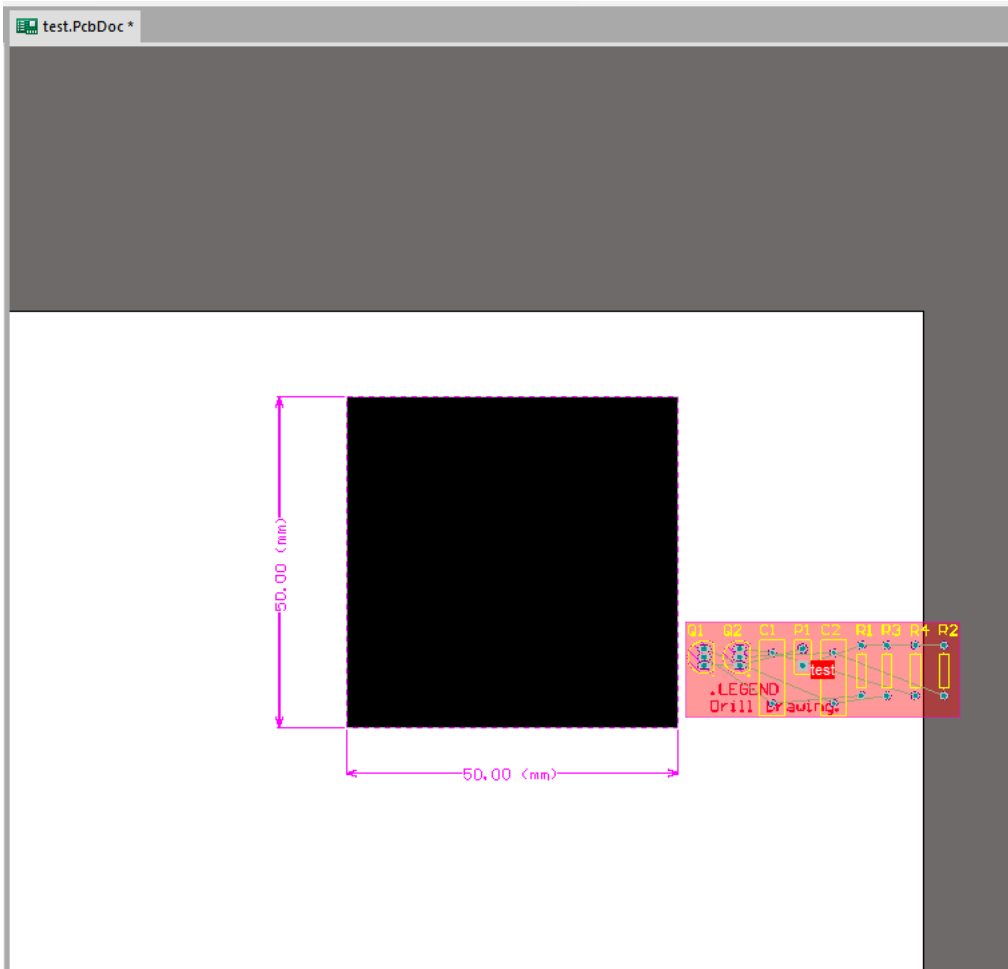 test.PcbDoc *
50.00 (mm)
Q1 Q2 C1 P1 C2 R1 R3 R4 R2
test
.LEGEND
Drill Drawing.
50.00 (mm)